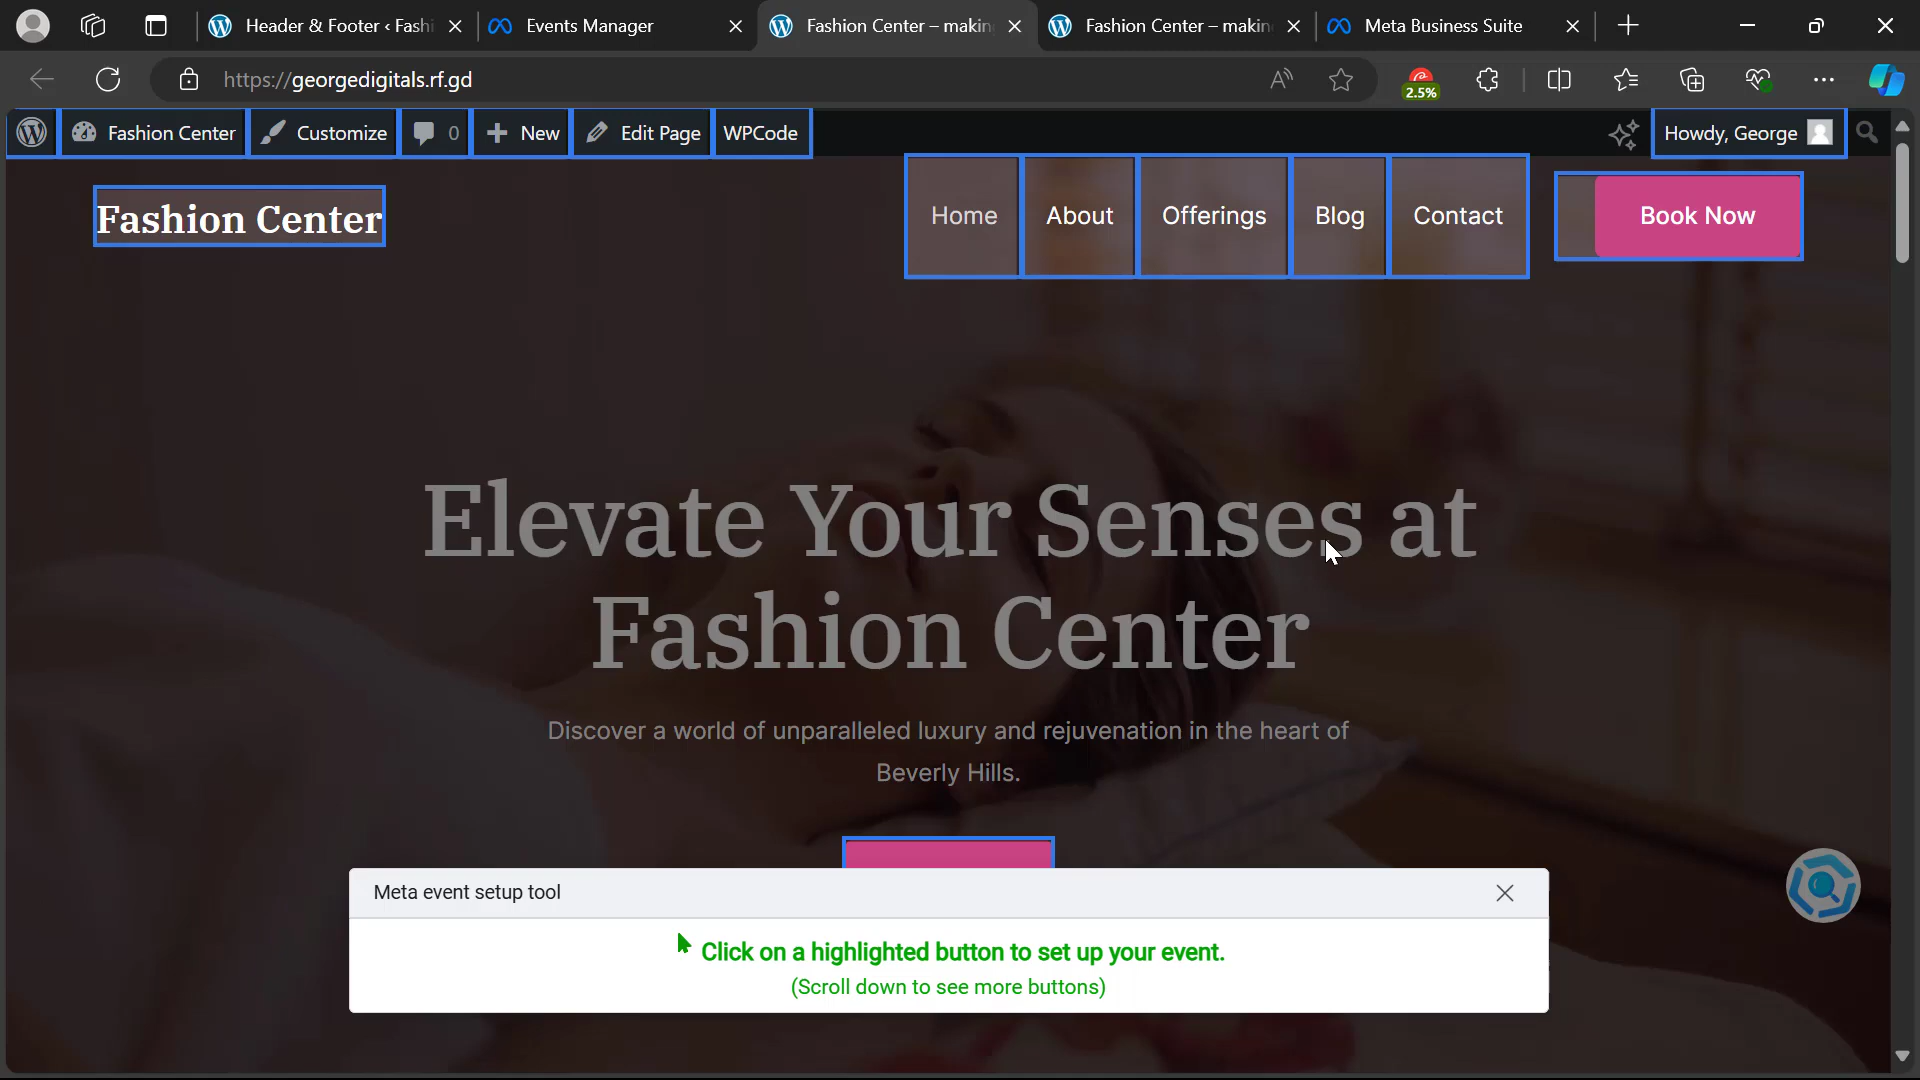 Header & Footer ‹ Fashi
Events Manager
Fashion Center – makin
Fashion Center – makin
Meta Business Suite
https://georgedigitals.rf.gd
2.5%
Fashion Center
Customize
0
New
Edit Page
WPCode
Howdy, George
Fashion Center
Home
About
Offerings
Blog
Contact
Book Now
Elevate Your Senses at
Fashion Center
Discover a world of unparalleled luxury and rejuvenation in the heart of
Beverly Hills.
Meta event setup tool
Click on a highlighted button to set up your event.
(Scroll down to see more buttons)